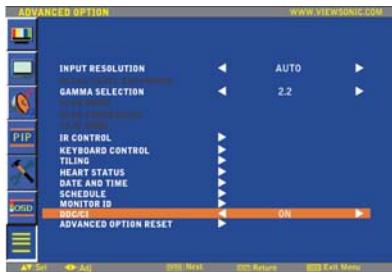 ADVANCED OPTION WWW.VIEWSONIC.COM
INPUT RESOLUTION AUTO
GAMMA SELECTION 2.2
IR CONTROL
KEYBOARD CONTROL
TILING
HEART STATUS
DATE AND TIME
SCHEDULE
MONITOR ID
DDC/CI ON
ADVANCED OPTION RESET
PIP
OSD
Sel Adj Next Return Exit Menu